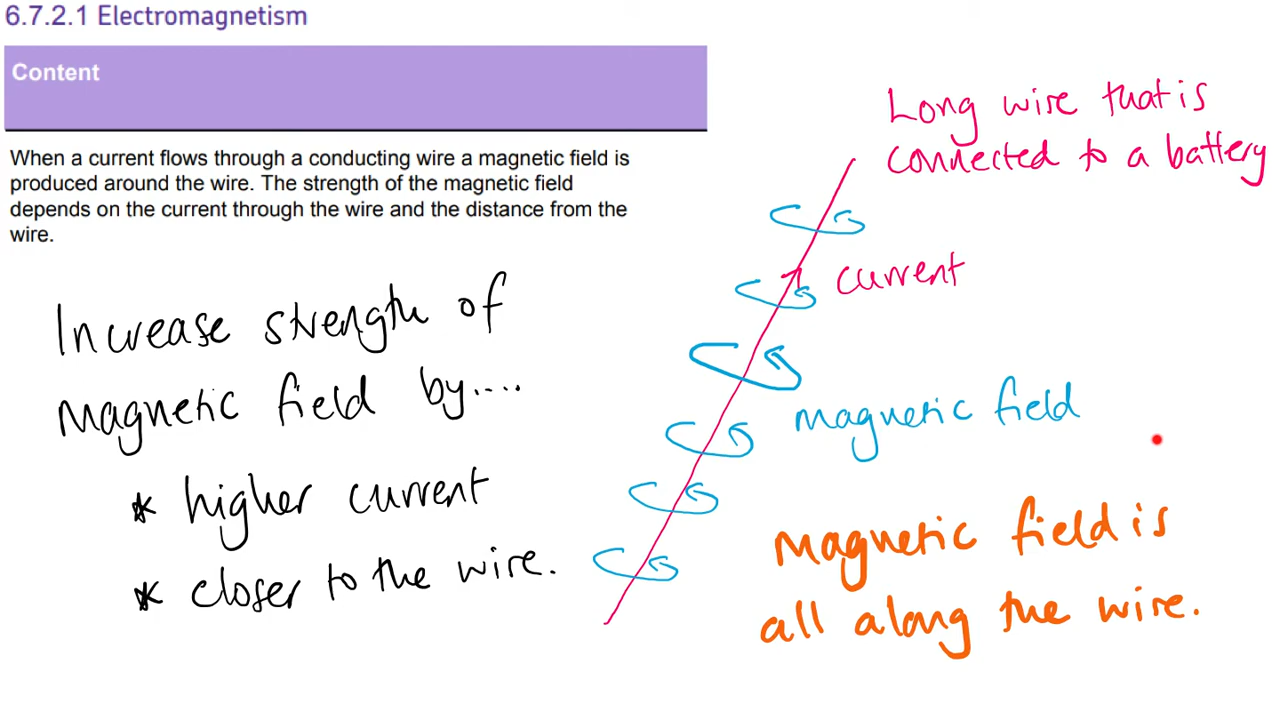 6.7.2.1 Electromagnetism
Content
When a current flows through a conducting wire a magnetic field is
produced around the wire. The strength of the magnetic field
depends on the current through the wire and the distance from the
wire.
Increase strength of
magnetic field by....
* higher current
* closer to the wire.
Long wire that is
connected to a battery
current
magnetic field
Magnetic field is
all along the wire.